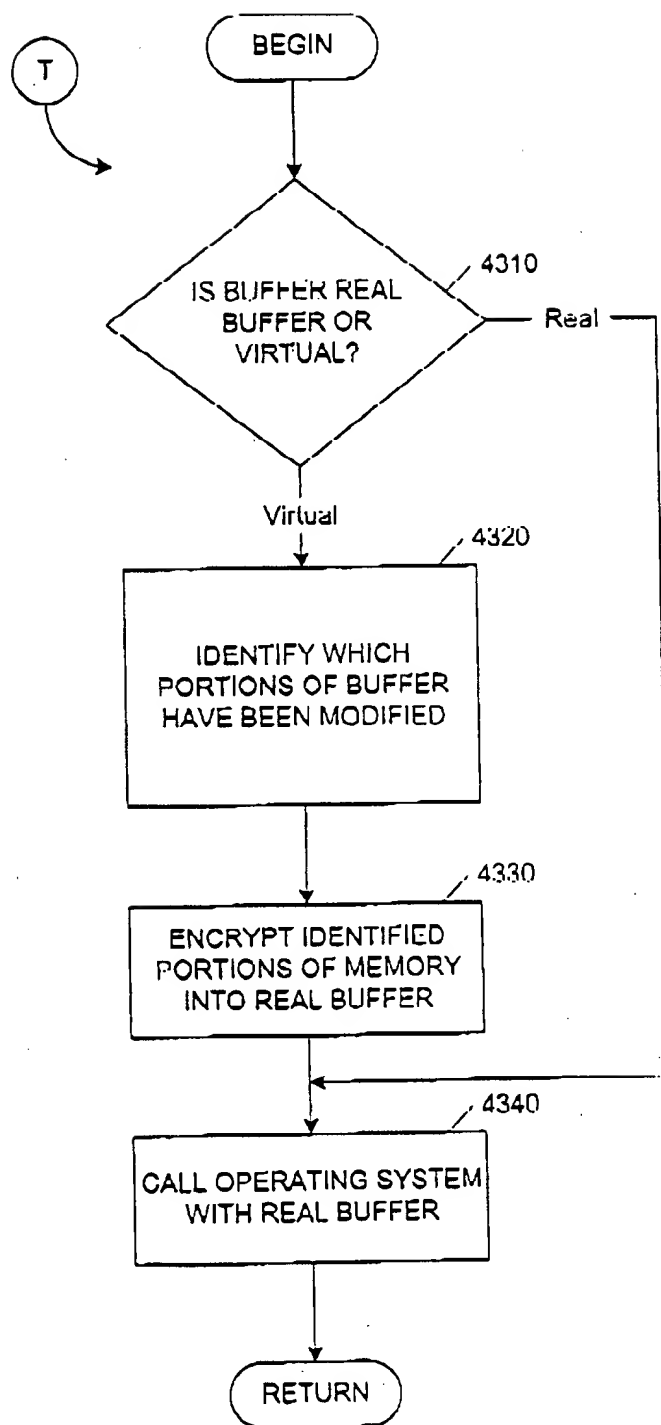 BEGIN
T
4310
IS BUFFER REAL
BUFFER OR
VIRTUAL?
Real
Virtual
4320
IDENTIFY WHICH
PORTIONS OF BUFFER
HAVE BEEN MODIFIED
4330
ENCRYPT IDENTIFIED
PORTIONS OF MEMORY
INTO REAL BUFFER
4340
CALL OPERATING SYSTEM
WITH REAL BUFFER
RETURN